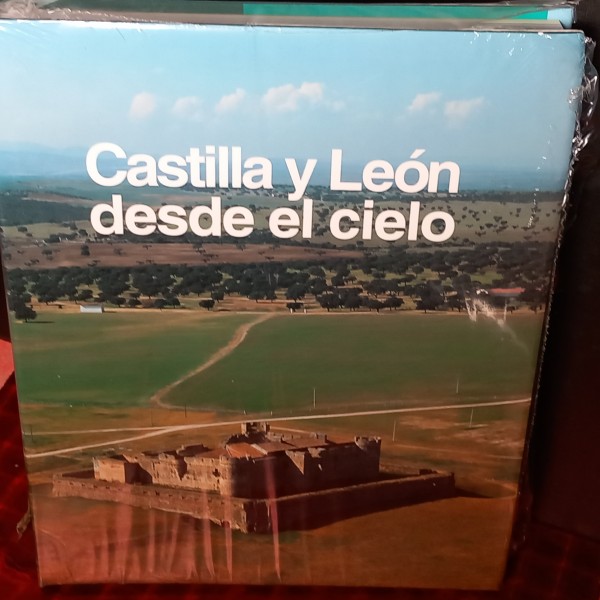 Castilla y León
desde el cielo